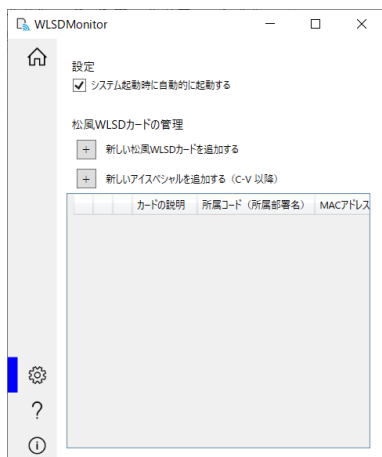 WLSDMonitor
設定
システム起動時に自動的に起動する
松風WLSDカードの管理
+ 新しい松風WLSDカードを追加する
+ 新しいアイスペシャルを追加する（C-V 以降）
カードの説明 所属コード（所属部署名） MACアドレス